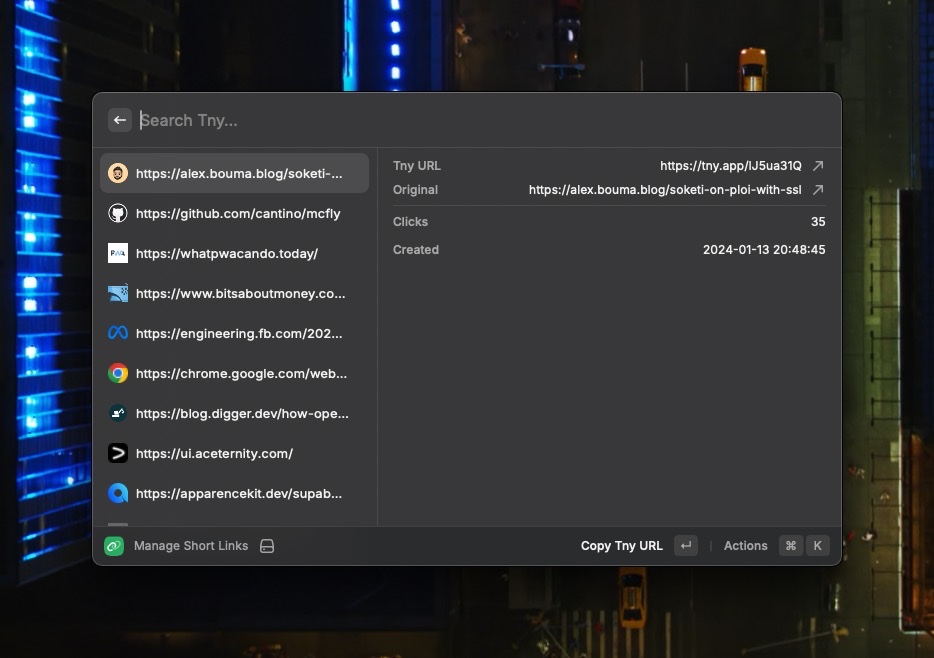 Search Tny...
https://alex.bouma.blog/soketi-...
https://github.com/cantino/mcfly
https://whatpwacando.today/
https://www.bitsaboutmoney.co...
https://engineering.fb.com/202...
https://chrome.google.com/web...
https://blog.digger.dev/how-ope...
https://ui.aceternity.com/
https://apparencekit.dev/supab...
Tny URL https://tny.app/IJ5ua31Q
Original https://alex.bouma.blog/soketi-on-ploi-with-ssl
Clicks 35
Created 2024-01-13 20:48:45
Manage Short Links Copy Tny URL Actions ⌘ K